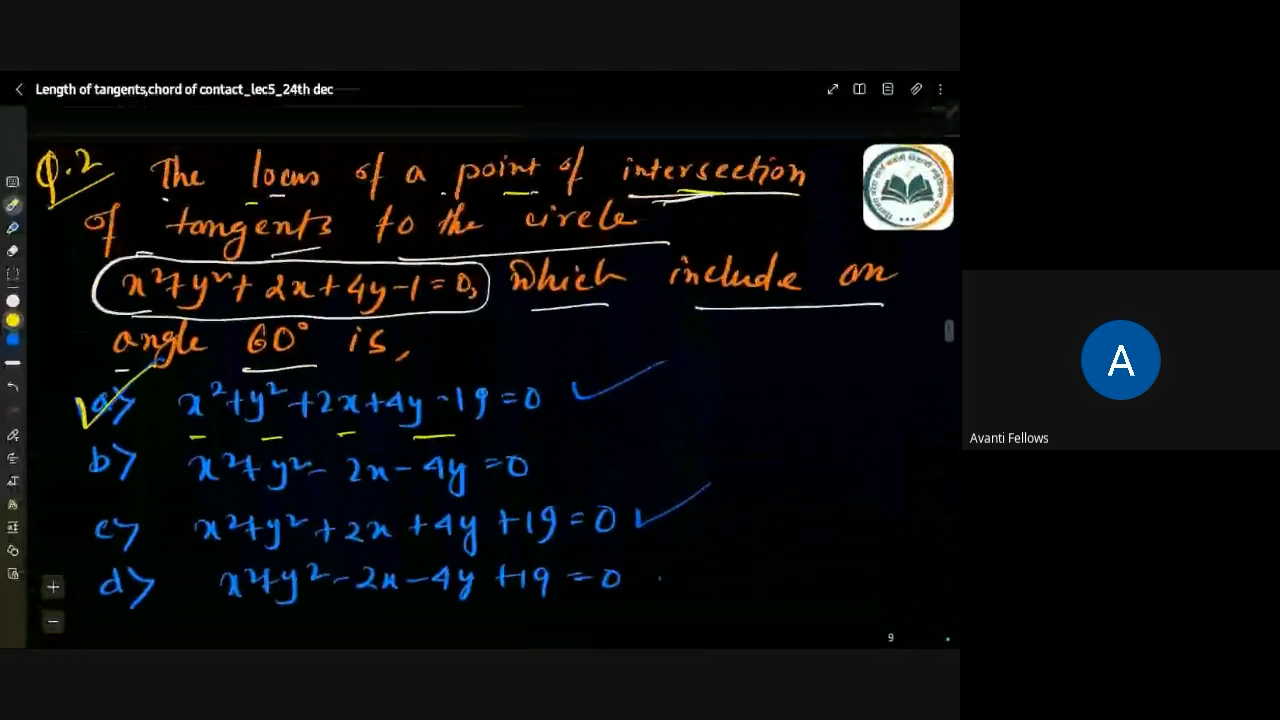 Length of tangents,chord of contact_lec5_24th dec
Q.2 The locus of a point of intersection
of tangents to the circle
x²+y²+2x+4y-1=0, which include an
angle 60° is,
a> x²+y²+2x+4y-19=0
b> x²+y²-2x-4y=0
c> x²+y²+2x+4y+19=0
d> x²+y²-2x-4y+19=0
9
A
Avanti Fellows